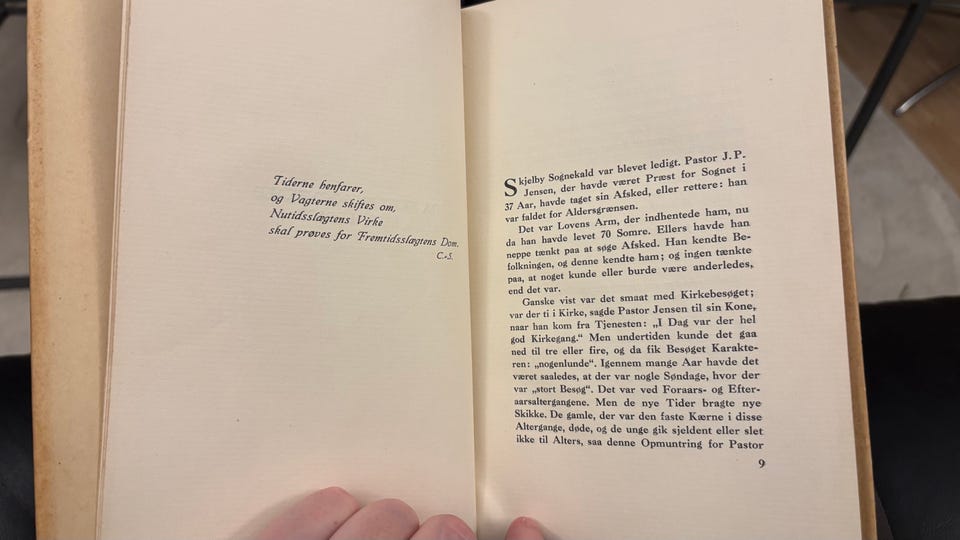 Tiderne henfarer,
og Vagterne skiftes om,
Nutidsslægtens Virke
skal prøves for Fremtidsslægtens Dom.
C.S.
Skjelby Sognekald var blevet ledigt. Pastor J. P.
Jensen, der havde været Præst for Sognet i
37 Aar, havde taget sin Afsked, eller rettere: han
var faldet for Aldersgrænsen.
Det var Lovens Arm, der indhentede ham, nu
da han havde levet 70 Somre. Ellers havde han
neppe tænkt paa at søge Afsked. Han kendte Be-
folkningen, og denne kendte ham; og ingen tænkte
paa, at noget kunde eller burde være anderledes,
end det var.
Ganske vist var det smaat med Kirkebesøget;
var der ti i Kirke, sagde Pastor Jensen til sin Kone,
naar han kom fra Tjenesten: „I Dag var der hel
god Kirkegang.“ Men undertiden kunde det gaa
ned til tre eller fire, og da fik Besøget Karakte-
ren: „nogenlunde“. Igennem mange Aar havde det
været saaledes, at der var nogle Søndage, hvor der
var „stort Besøg“. Det var ved Foraars- og Efter-
aarsaltergangene. Men de nye Tider bragte nye
Skikke. De gamle, der var den faste Kærne i disse
Altergange, døde, og de unge gik sjeldent eller slet
ikke til Alters, saa denne Opmuntring for Pastor
9